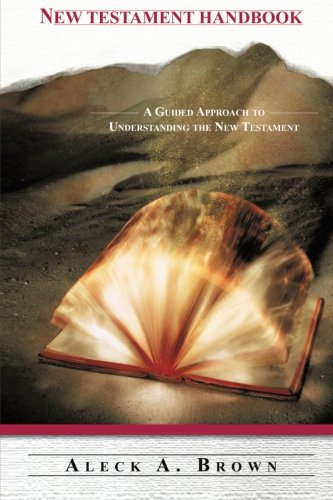 NEW TESTAMENT HANDBOOK
A GUIDED APPROACH TO
UNDERSTANDING THE NEW TESTAMENT
ALECK A. BROWN